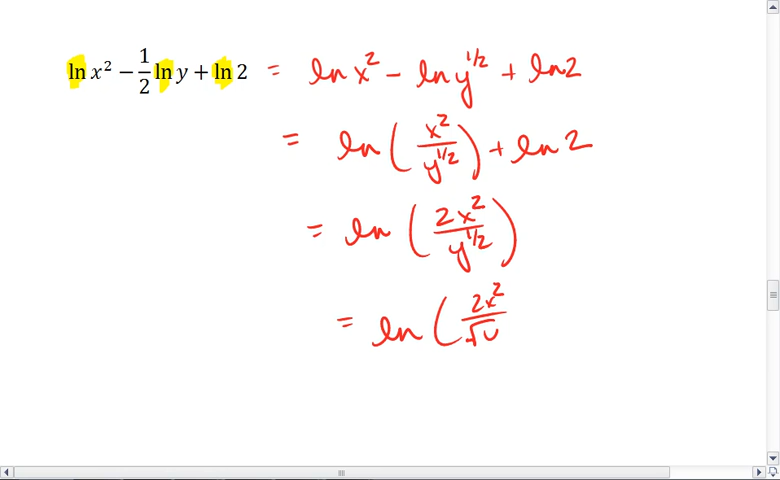 ln x² − 1/2 ln y + ln 2 = ln x² − ln y^1/2 + ln 2
= ln ( x² / y^1/2 ) + ln 2
= ln ( 2x² / y^1/2 )
= ln ( 2x² / √